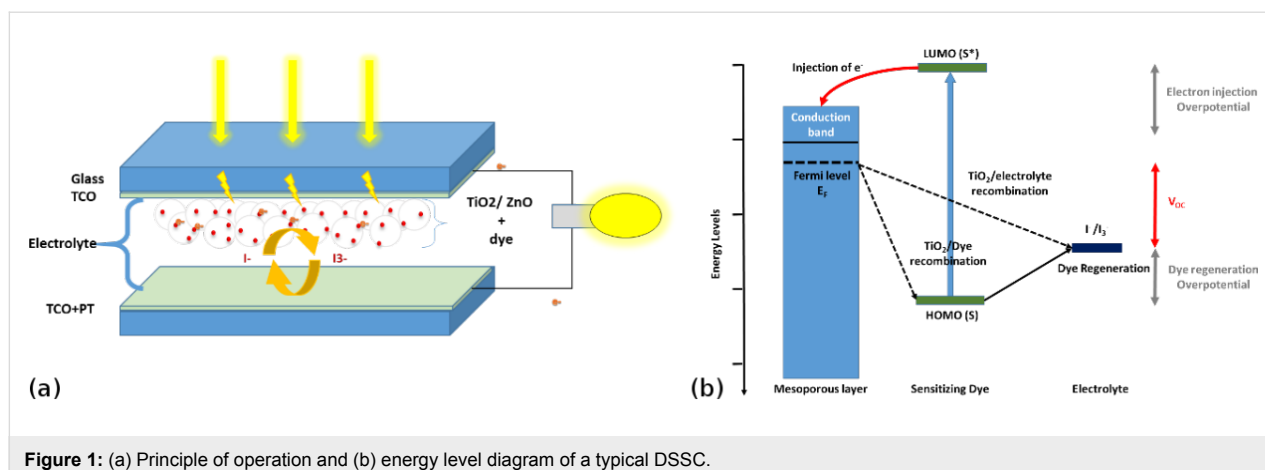 Glass
TCO
Electrolyte
TCO+PT
TiO2/ ZnO
+
dye
I-
I3-
(a)
LUMO (S*)
Injection of e-
Conduction
band
Fermi level
EF
Energy Levels
TiO2/electrolyte
recombination
TiO2/Dye
recombination
I-/I3-
Dye Regeneration
HOMO (S)
Electron injection
Overpotential
VOC
Dye regeneration
Overpotential
(b)
Mesoporous layer
Sensitizing Dye
Electrolyte
Figure 1: (a) Principle of operation and (b) energy level diagram of a typical DSSC.